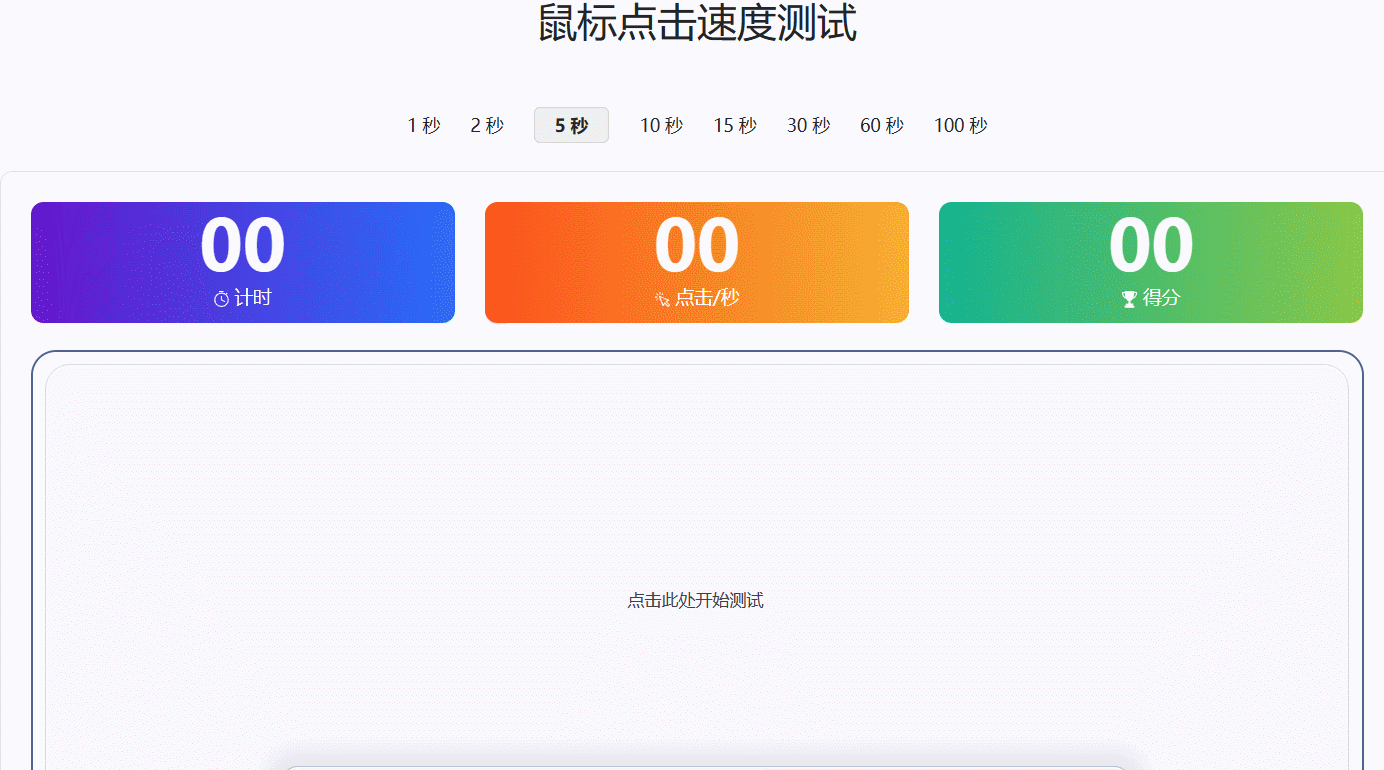 鼠标点击速度测试
1 秒 2 秒 5 秒 10 秒 15 秒 30 秒 60 秒 100 秒
00 00 00
计时 点击/秒 得分
点击此处开始测试